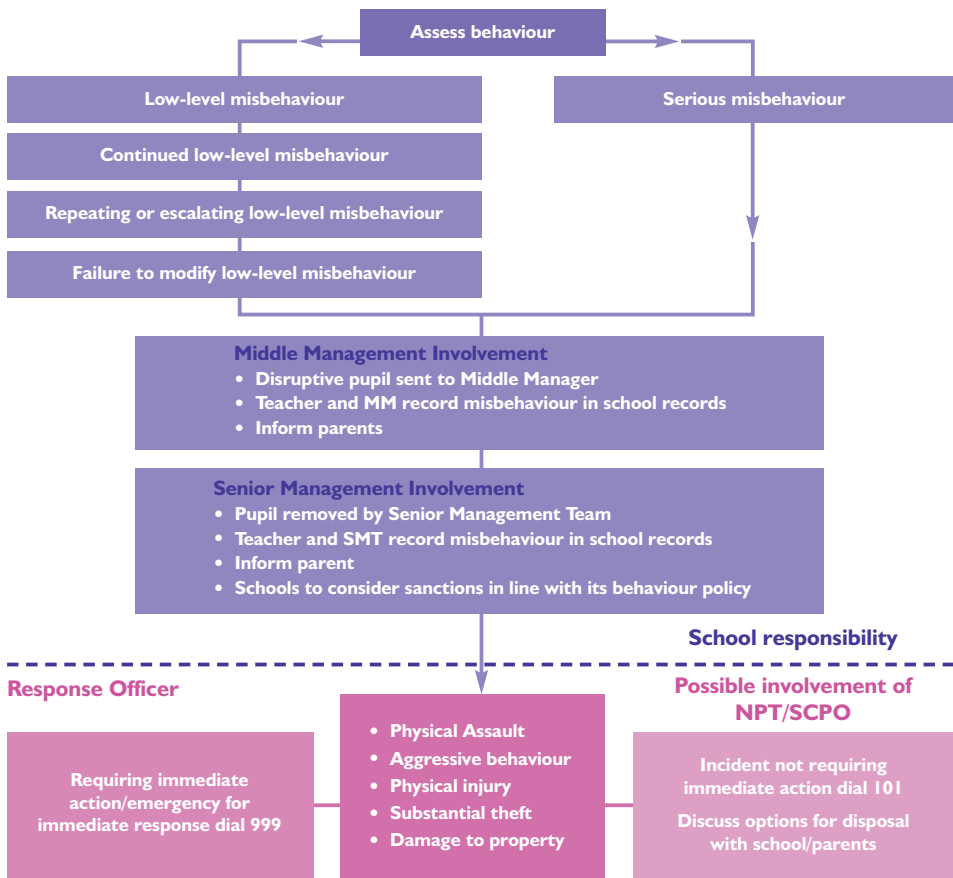 Assess behaviour
Low-level misbehaviour
Serious misbehaviour
Continued low-level misbehaviour
Repeating or escalating low-level misbehaviour
Failure to modify low-level misbehaviour
Middle Management Involvement
• Disruptive pupil sent to Middle Manager
• Teacher and MM record misbehaviour in school records
• Inform parents
Senior Management Involvement
• Pupil removed by Senior Management Team
• Teacher and SMT record misbehaviour in school records
• Inform parent
• Schools to consider sanctions in line with its behaviour policy
School responsibility
Response Officer
Requiring immediate
action/emergency for
immediate response dial 999
• Physical Assault
• Aggressive behaviour
• Physical injury
• Substantial theft
• Damage to property
Possible involvement of
NPT/SCPO
Incident not requiring
immediate action dial 101
Discuss options for disposal
with school/parents